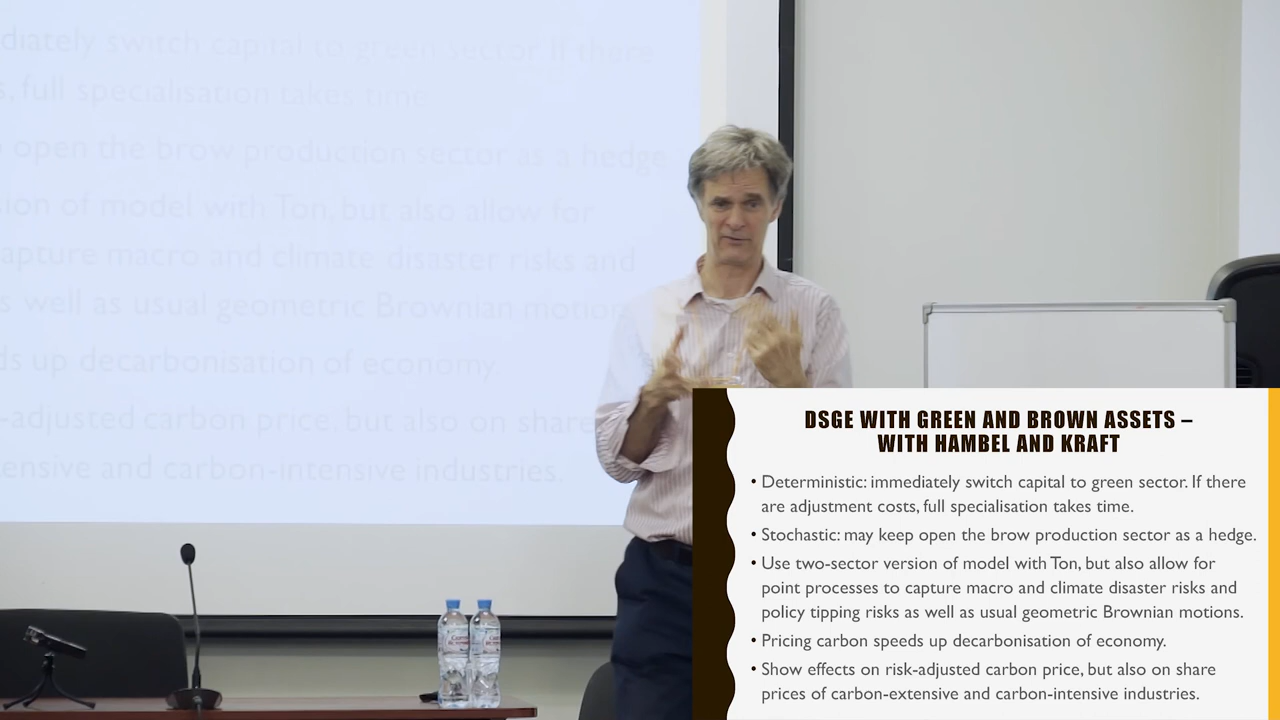 diately switch capital to green sector. If there
s, full specialisation takes time.
open the brow production sector as a hedge.
ion of model with Ton, but also allow for
apture macro and climate disaster risks and
s well as usual geometric Brownian motions
ds up decarbonisation of economy
-adjusted carbon price, but also on share
ensive and carbon-intensive industries.
DSGE WITH GREEN AND BROWN ASSETS –
WITH HAMBEL AND KRAFT
• Deterministic: immediately switch capital to green sector. If there
are adjustment costs, full specialisation takes time.
• Stochastic: may keep open the brow production sector as a hedge.
• Use two-sector version of model with Ton, but also allow for
point processes to capture macro and climate disaster risks and
policy tipping risks as well as usual geometric Brownian motions.
• Pricing carbon speeds up decarbonisation of economy.
• Show effects on risk-adjusted carbon price, but also on share
prices of carbon-extensive and carbon-intensive industries.